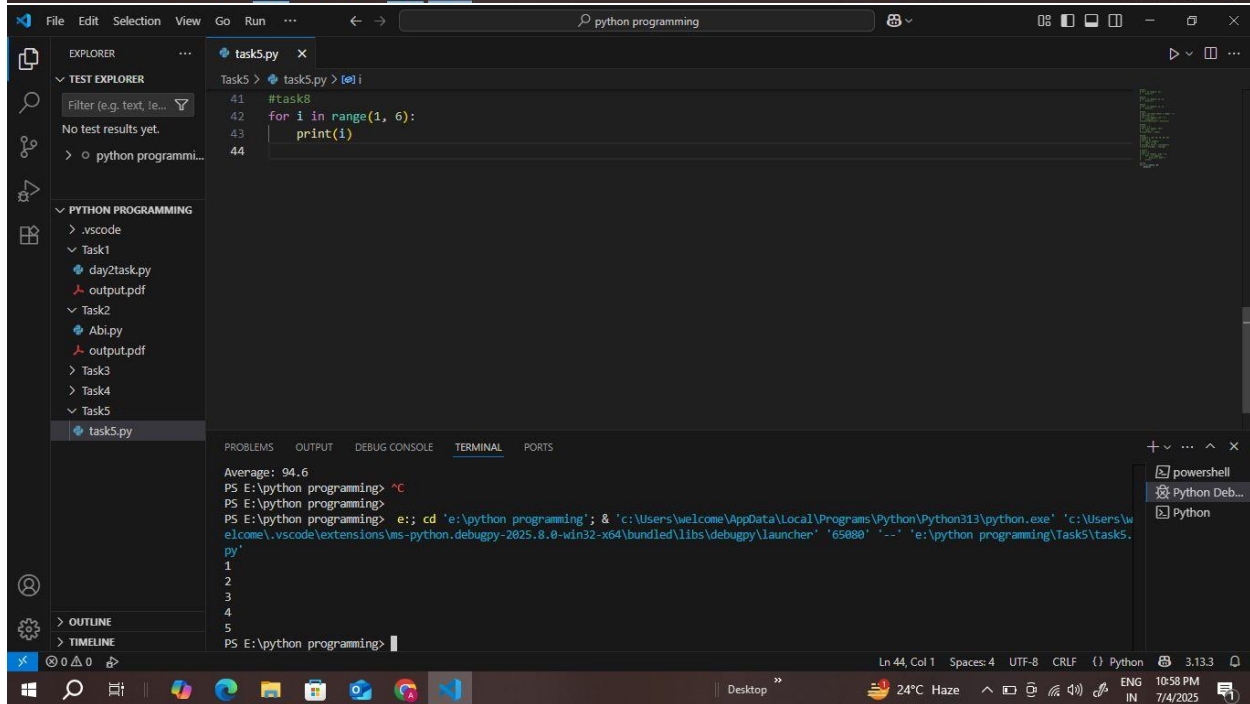 File Edit Selection View Go Run ··· python programming
EXPLORER ···
TEST EXPLORER
Filter (e.g. text, !e...
No test results yet.
python programmi...
PYTHON PROGRAMMING
.vscode
Task1
day2task.py
output.pdf
Task2
Abi.py
output.pdf
Task3
Task4
Task5
task5.py
OUTLINE
TIMELINE
task5.py
Task5 > task5.py > i
41 #task8
42 for i in range(1, 6):
43 print(i)
44
PROBLEMS OUTPUT DEBUG CONSOLE TERMINAL PORTS
Average: 94.6
PS E:\python programming> ^C
PS E:\python programming>
PS E:\python programming> e:; cd 'e:\python programming'; & 'c:\Users\welcome\AppData\Local\Programs\Python\Python313\python.exe' 'c:\Users\w
elcome\.vscode\extensions\ms-python.debugpy-2025.8.0-win32-x64\bundled\libs\debugpy\launcher' '65080' '--' 'e:\python programming\Task5\task5.
py'
1
2
3
4
5
PS E:\python programming>
powershell
Python Deb...
Python
0 0 Ln 44, Col 1 Spaces: 4 UTF-8 CRLF {} Python 3.13.3
Desktop 24°C Haze ENG 10:58 PM
IN 7/4/2025